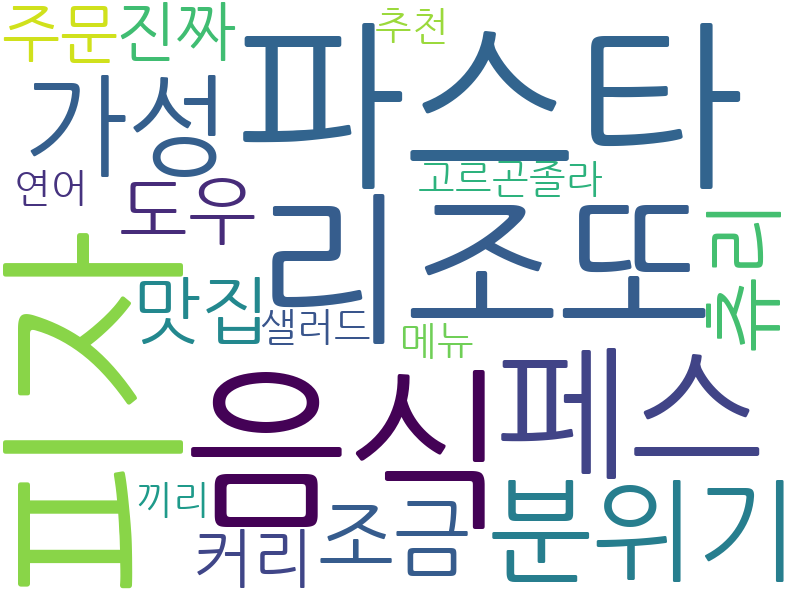 주문
진짜
추천
파스타
가성
연어
고르곤졸라
도우
리조또
류리
피자
맛집
샐러드
메뉴
음식
페스
끼리
커리
조금
분위기